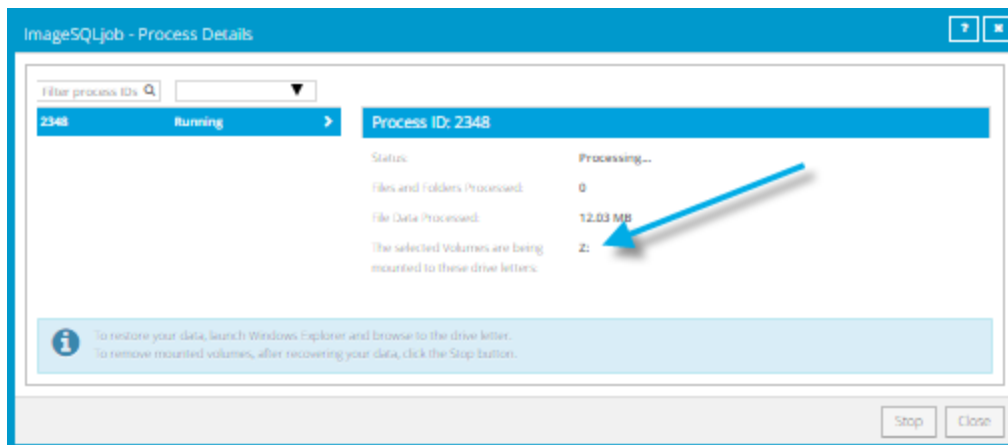 ImageSQLjob - Process Details
? ×
Filter process IDs
2348 Running
Process ID: 2348
Status: Processing...
Files and Folders Processed: 0
File Data Processed: 12.03 MB
The selected Volumes are being Z:
mounted to these drive letters:
To restore your data, launch Windows Explorer and browse to the drive letter.
To remove mounted volumes, after recovering your data, click the Stop button.
Stop Close